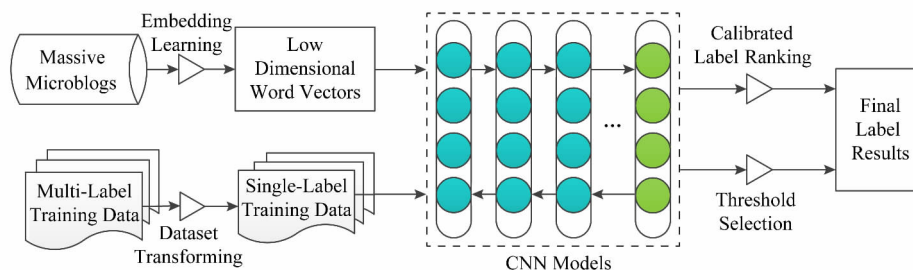 Massive
Microblogs
Embedding
Learning
Low
Dimensional
Word Vectors
Multi-Label
Training Data
Dataset
Transforming
Single-Label
Training Data
...
CNN Models
Calibrated
Label Ranking
Threshold
Selection
Final
Label
Results